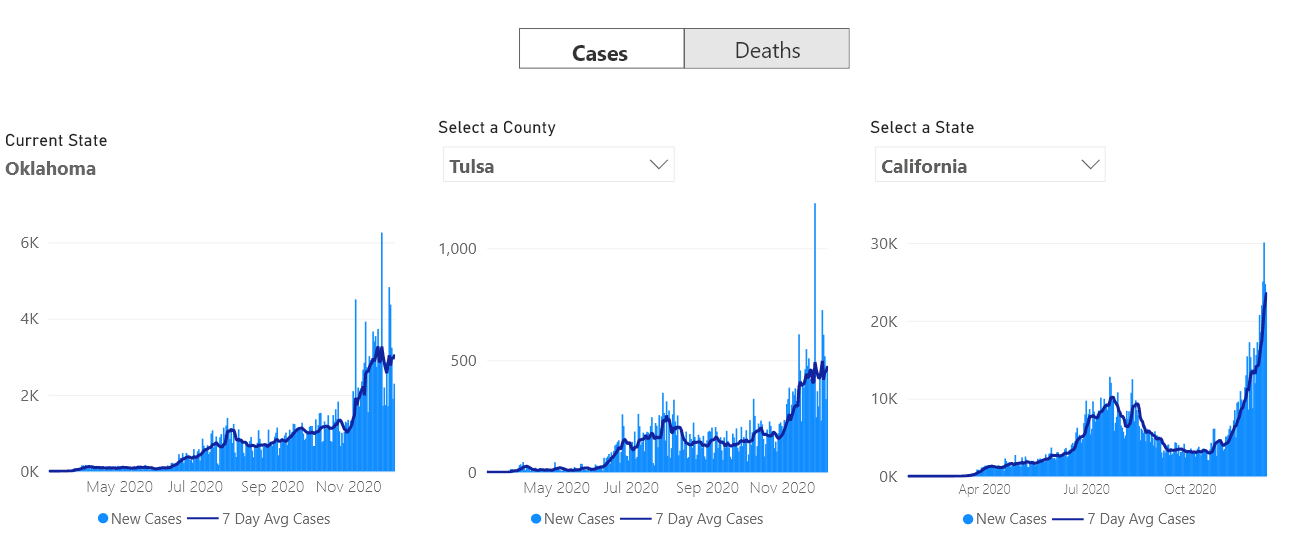 Cases Deaths
Current State
Oklahoma
6K
4K
2K
0K
May 2020 Jul 2020 Sep 2020 Nov 2020
New Cases 7 Day Avg Cases
Select a County
Tulsa
1,000
500
0
May 2020 Jul 2020 Sep 2020 Nov 2020
New Cases 7 Day Avg Cases
Select a State
California
30K
20K
10K
0K
Apr 2020 Jul 2020 Oct 2020
New Cases 7 Day Avg Cases